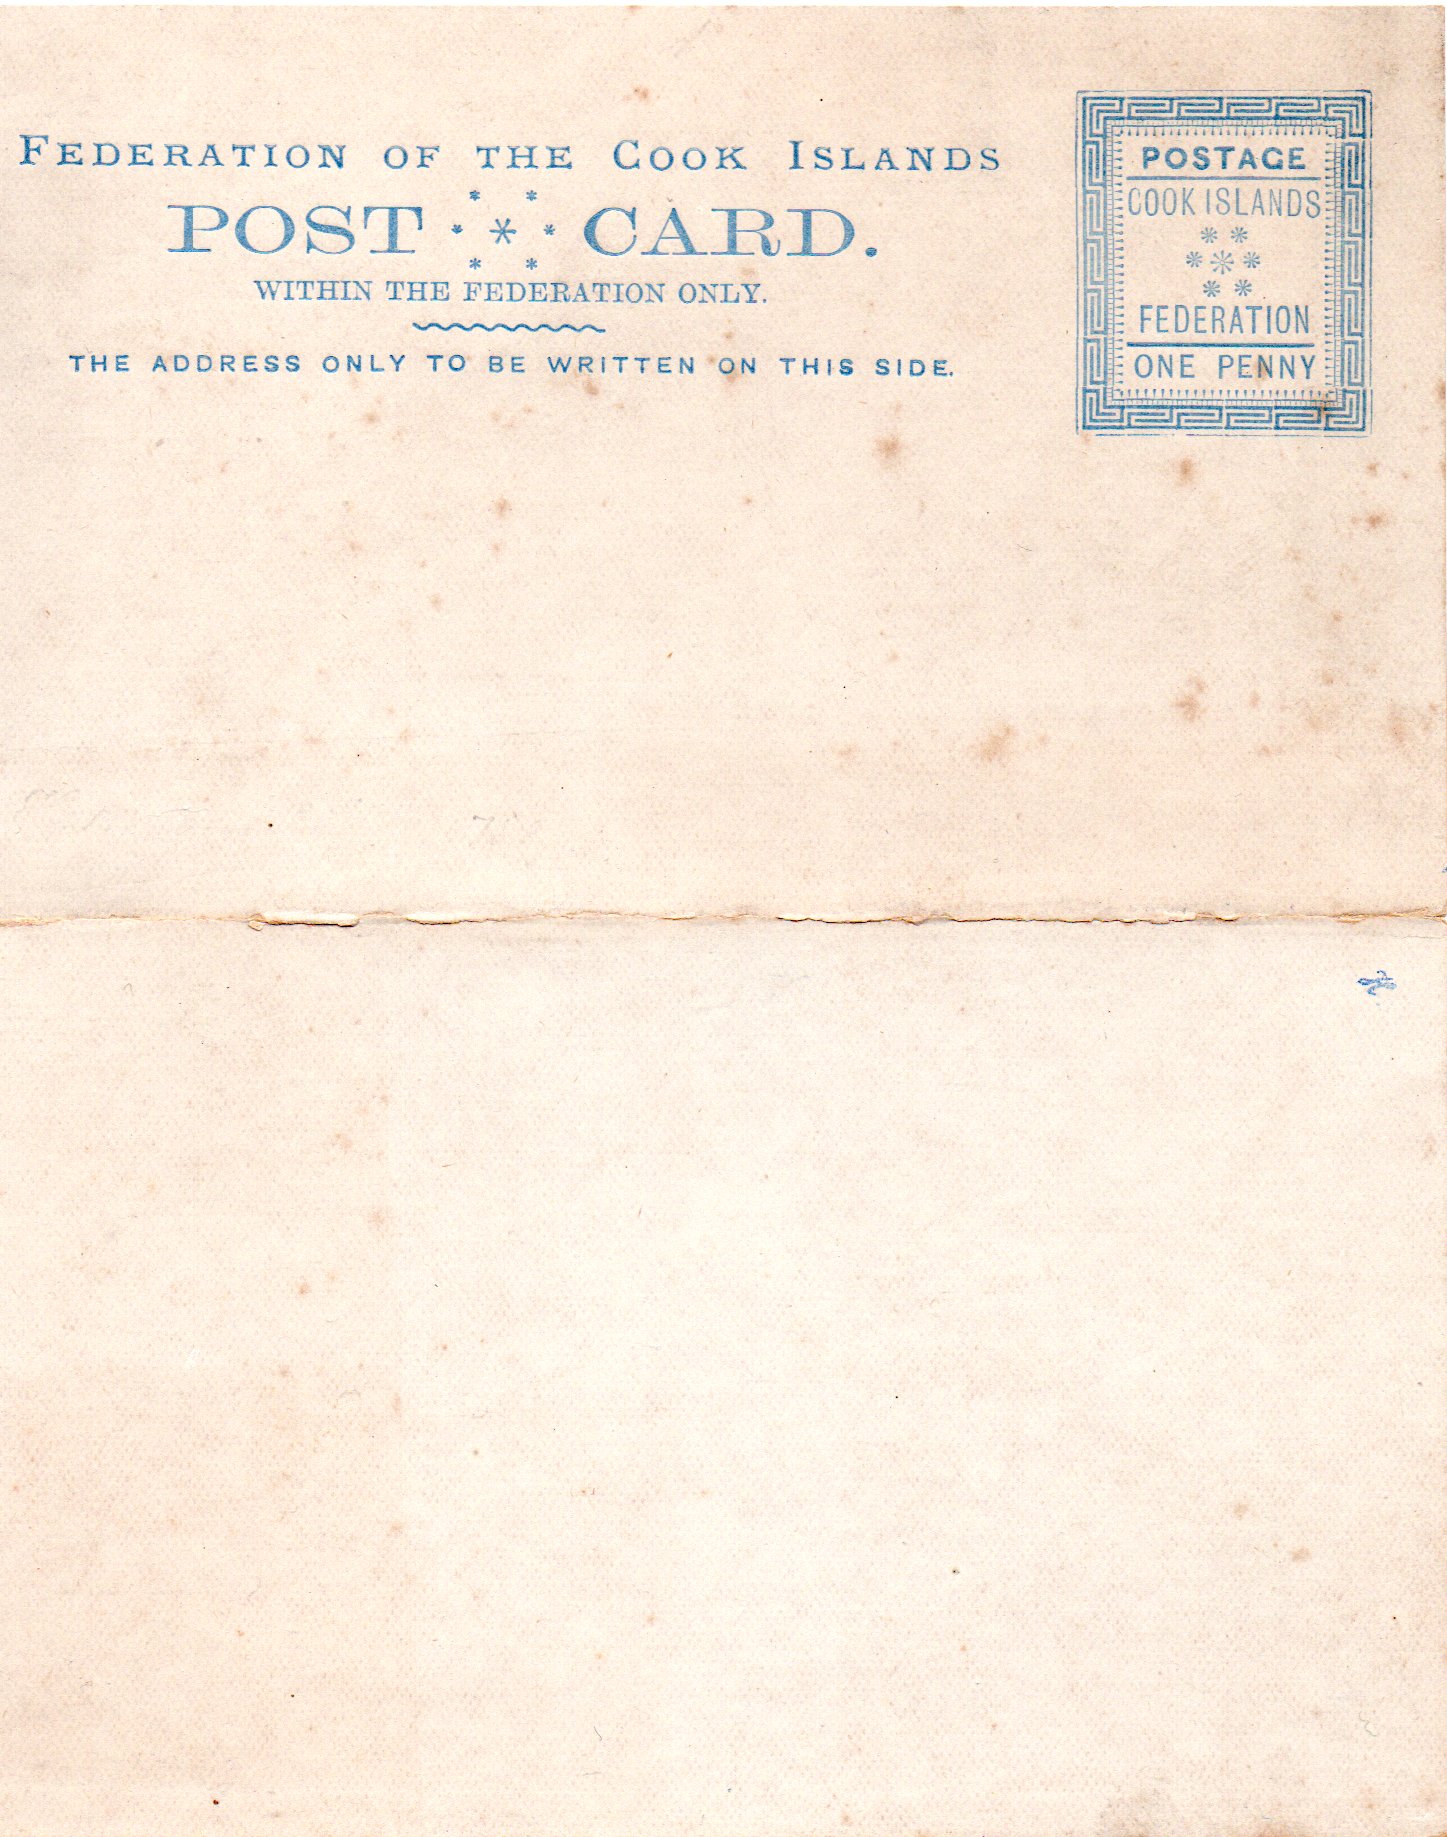 FEDERATION OF THE COOK ISLANDS
POST CARD.
WITHIN THE FEDERATION ONLY.
THE ADDRESS ONLY TO BE WRITTEN ON THIS SIDE.
POSTAGE
COOK ISLANDS
FEDERATION
ONE PENNY